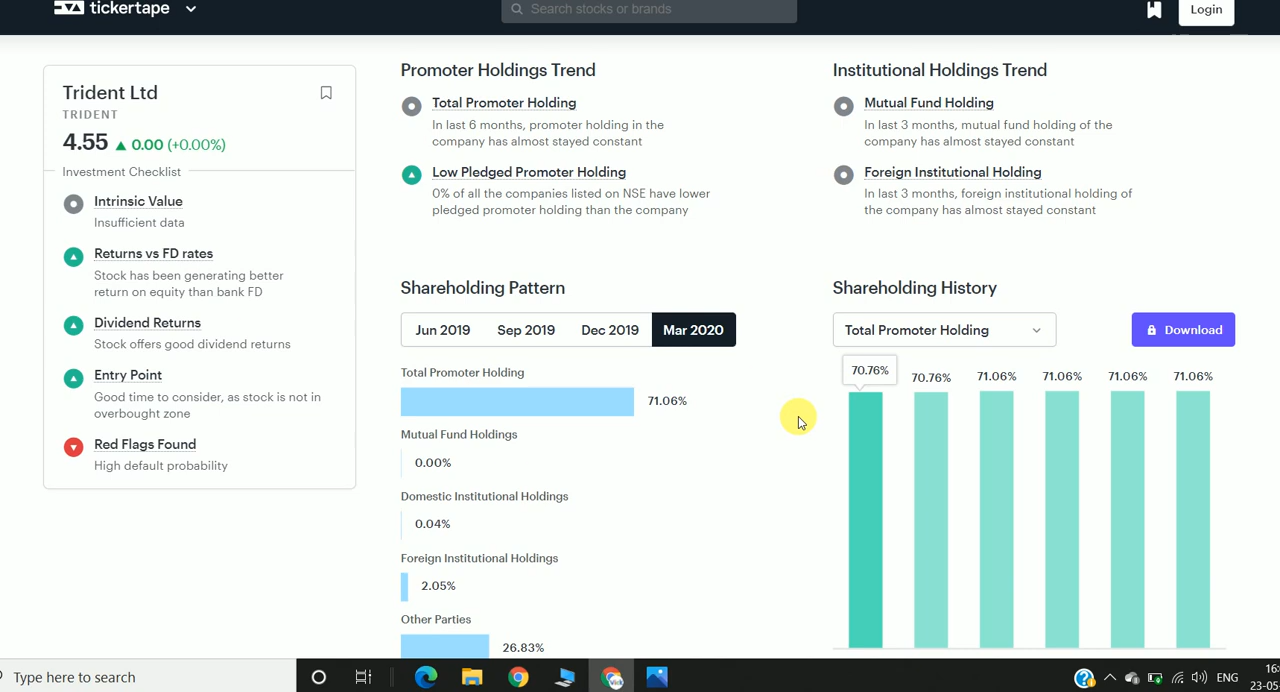 tickertape
Search stocks or brands
Login
Trident Ltd
TRIDENT
4.55 ▲ 0.00 (+0.00%)
Investment Checklist
Intrinsic Value
Insufficient data
Returns vs FD rates
Stock has been generating better
return on equity than bank FD
Dividend Returns
Stock offers good dividend returns
Entry Point
Good time to consider, as stock is not in
overbought zone
Red Flags Found
High default probability
Promoter Holdings Trend
Total Promoter Holding
In last 6 months, promoter holding in the
company has almost stayed constant
Low Pledged Promoter Holding
0% of all the companies listed on NSE have lower
pledged promoter holding than the company
Institutional Holdings Trend
Mutual Fund Holding
In last 3 months, mutual fund holding of the
company has almost stayed constant
Foreign Institutional Holding
In last 3 months, foreign institutional holding of
the company has almost stayed constant
Shareholding Pattern
Jun 2019 Sep 2019 Dec 2019 Mar 2020
Total Promoter Holding
71.06%
Mutual Fund Holdings
0.00%
Domestic Institutional Holdings
0.04%
Foreign Institutional Holdings
2.05%
Other Parties
26.83%
Shareholding History
Total Promoter Holding
Download
70.76% 70.76% 71.06% 71.06% 71.06% 71.06%
Type here to search
ENG
16:
23-05